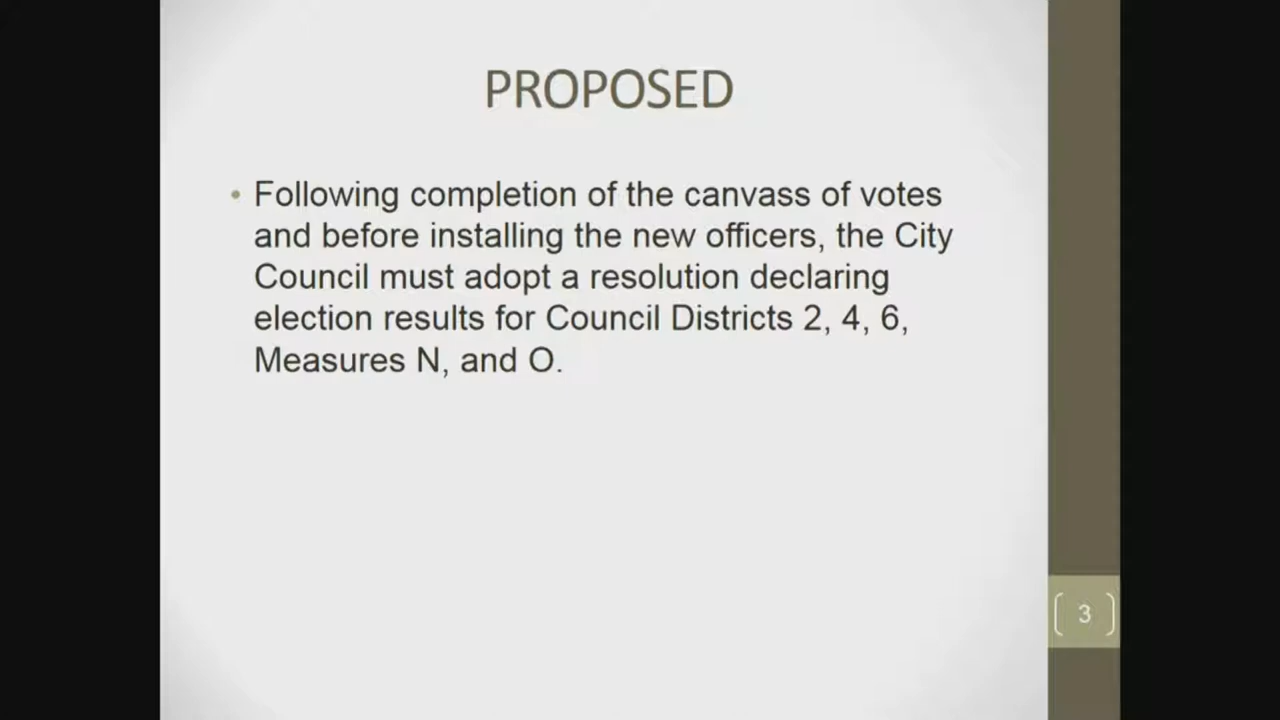 PROPOSED
• Following completion of the canvass of votes
and before installing the new officers, the City
Council must adopt a resolution declaring
election results for Council Districts 2, 4, 6,
Measures N, and O.
3